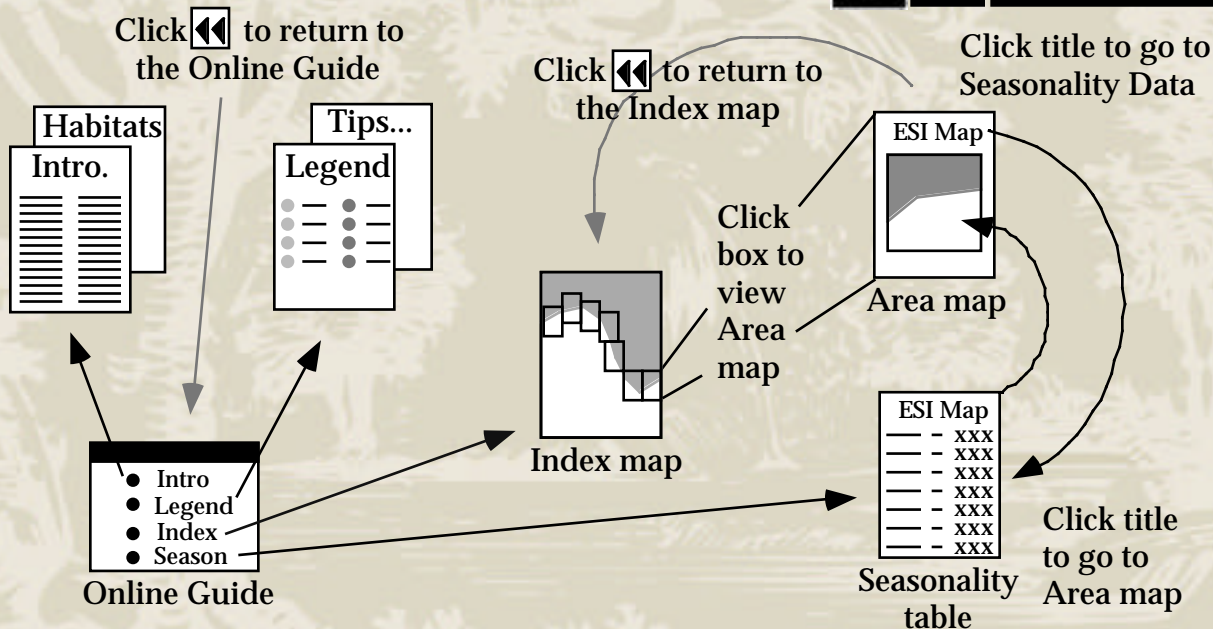 Click to return to
the Online Guide
Habitats
Intro.
Tips...
Legend
Intro
Legend
Index
Season
Online Guide
Click to return to
the Index map
Index map
Click
box to
view
Area
map
Click title to go to
Seasonality Data
ESI Map
Area map
ESI Map
— - xxx
— - xxx
— - xxx
— - xxx
— - xxx
— - xxx
— - xxx
Seasonality
table
Click title
to go to
Area map